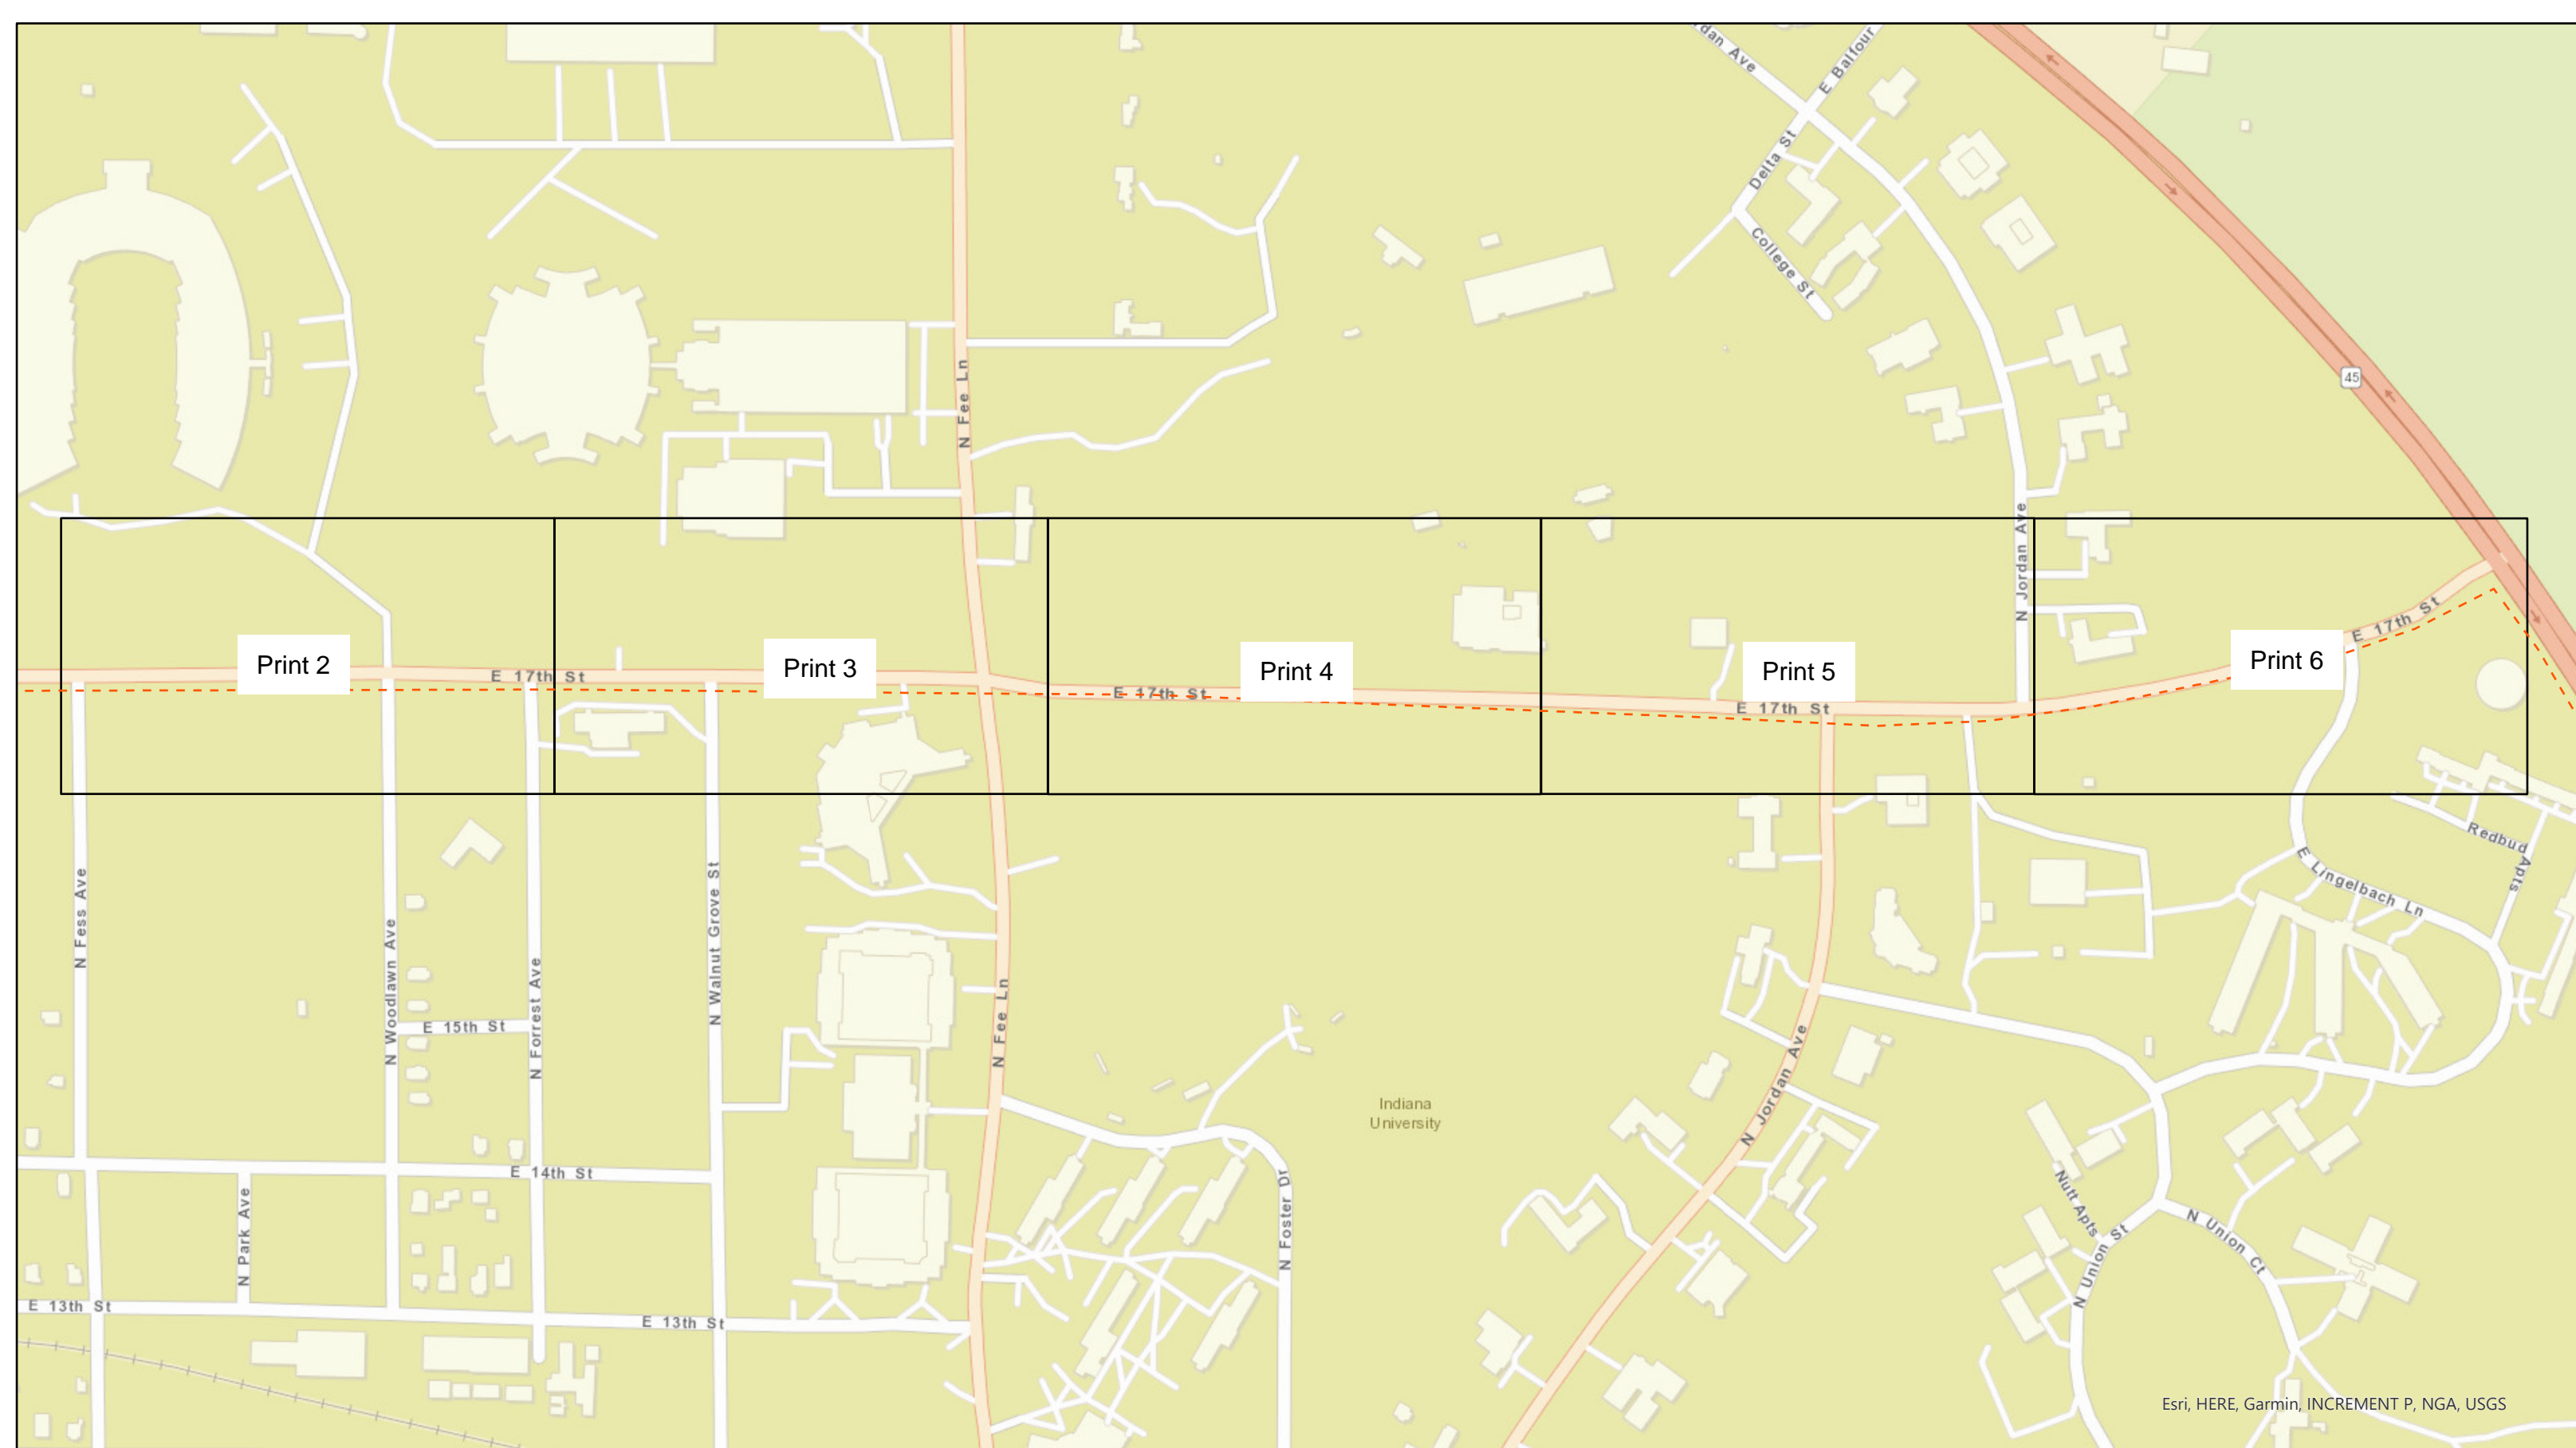 dan Ave
E Balfour
Delta St
College St
45
N Fee Ln
N Jordan Ave
E 17th St
Print 2
Print 3
Print 4
Print 5
Print 6
E 17th St
E 17th St
E 17th St
Redbud
Apts
E Lingelbach Ln
N Fess Ave
N Woodlawn Ave
N Forrest Ave
N Walnut Grove St
E 15th St
N Fee Ln
N Jordan Ave
Indiana
University
E 14th St
N Park Ave
N Foster Dr
Nutt Apts
N Union St
N Union Ct
E 13th St
E 13th St
Esri, HERE, Garmin, INCREMENT P, NGA, USGS